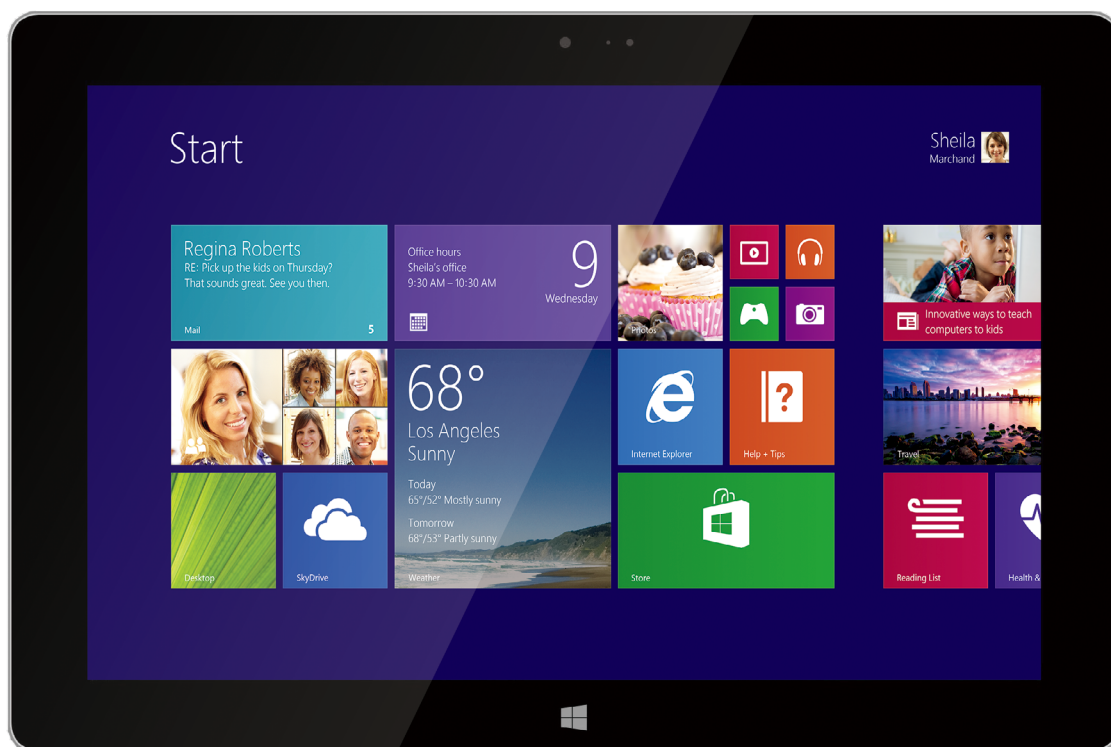 Start
Sheila
Marchand
Regina Roberts
RE: Pick up the kids on Thursday?
That sounds great. See you then.
Mail
5
Office hours
Sheila's office
9:30 AM – 10:30 AM
9
Wednesday
Photos
Innovative ways to teach
computers to kids
68°
Los Angeles
Sunny
Today
65°/52° Mostly sunny
Tomorrow
68°/53° Partly sunny
Weather
Internet Explorer
Help + Tips
Travel
Desktop
SkyDrive
Store
Reading List
Health &